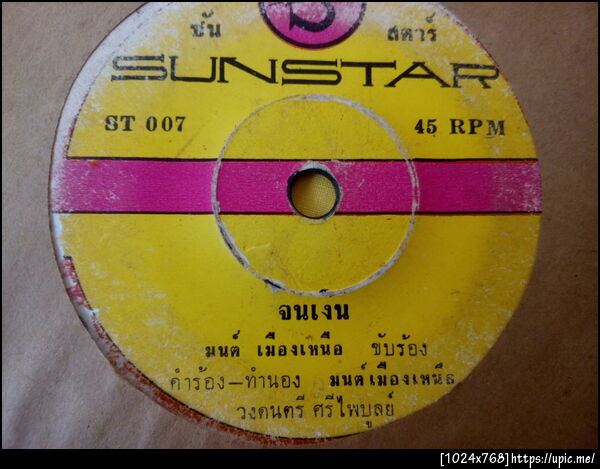 S
ซัน สตาร์
SUNSTAR
ST 007 45 RPM
จนเงิน
มนต์ เมืองเหนือ ขับร้อง
คำร้อง-ทำนอง มนต์ เมืองเหนือ
วงดนตรี ศรีไพบูลย์
[1024x768]https://upic.me/